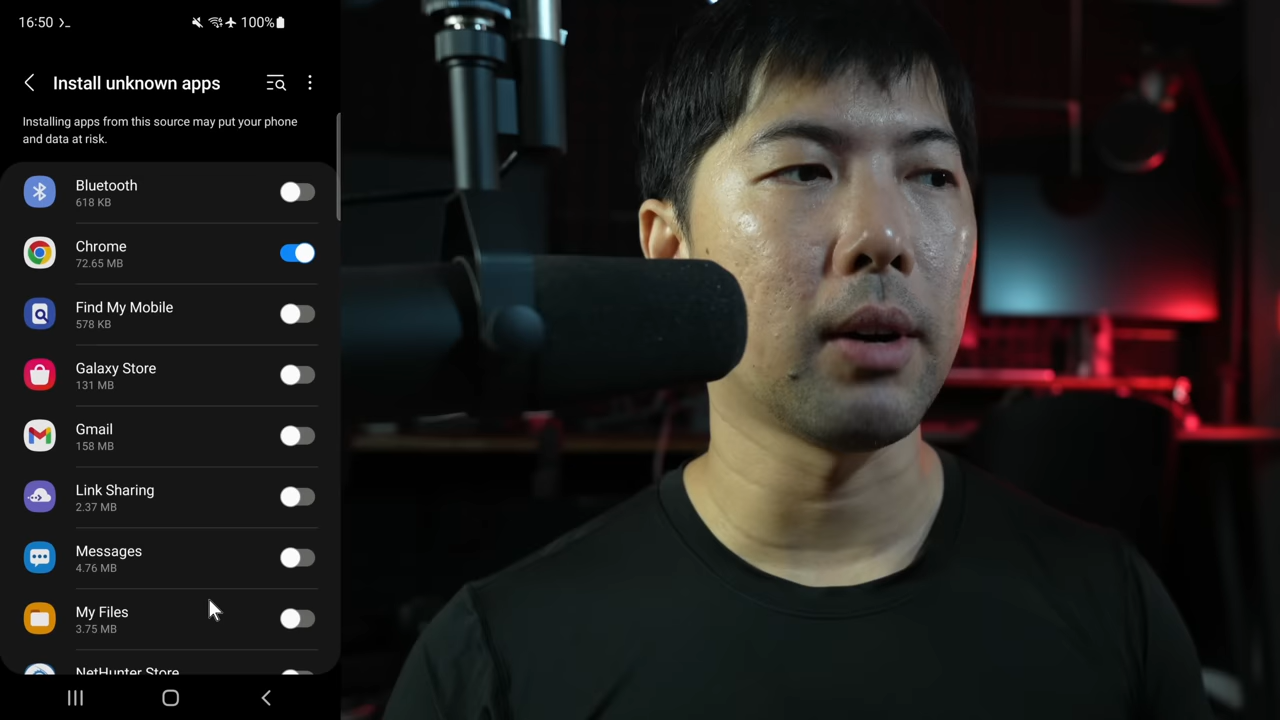 16:50 >_
100%
Install unknown apps
Installing apps from this source may put your phone
and data at risk.
Bluetooth
618 KB
Chrome
72.65 MB
Find My Mobile
578 KB
Galaxy Store
131 MB
Gmail
158 MB
Link Sharing
2.37 MB
Messages
4.76 MB
My Files
3.75 MB
NetHunter Store